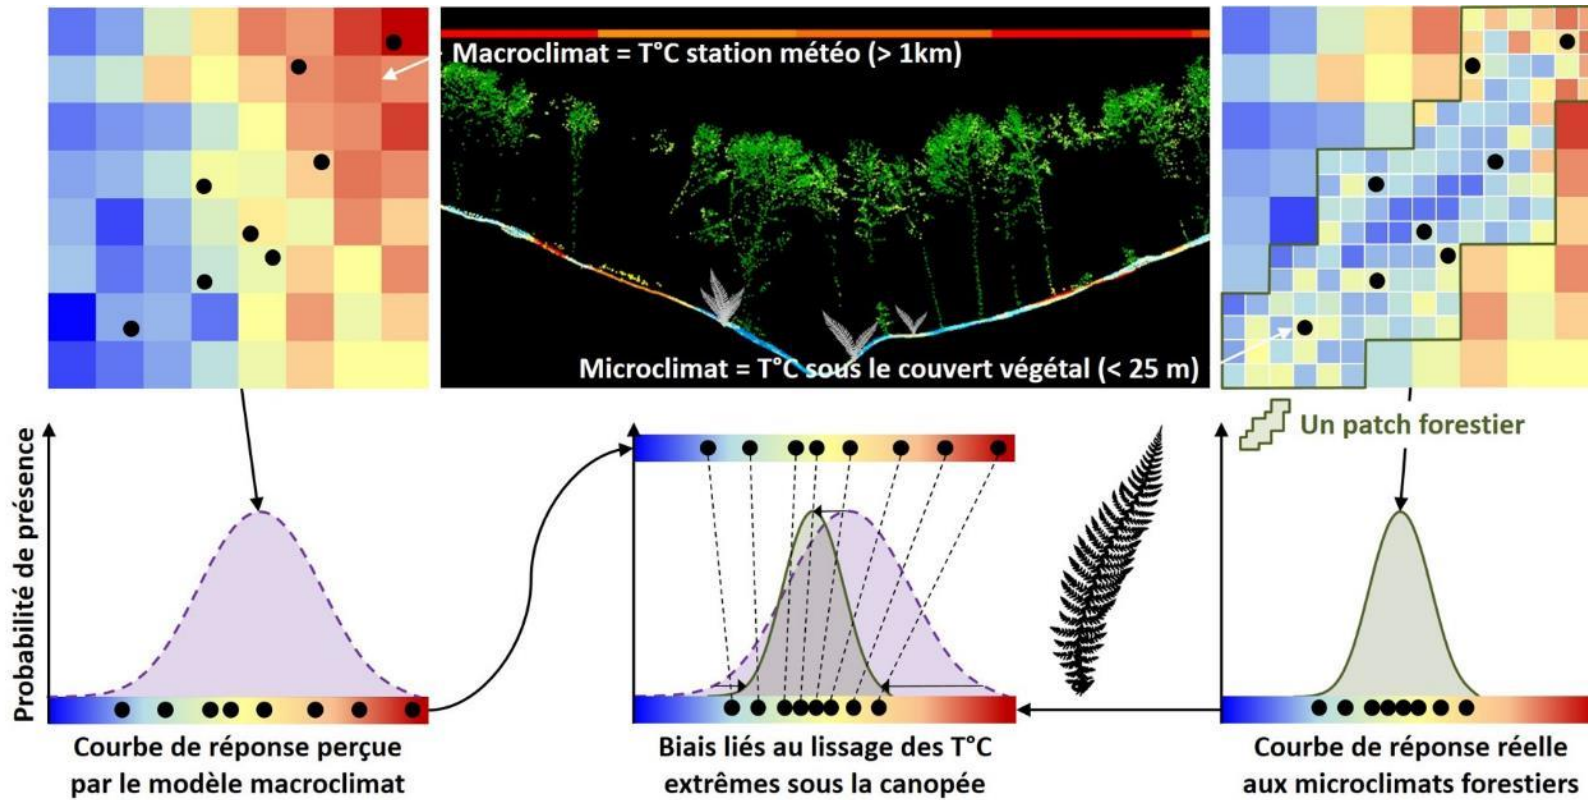 Macroclimat = T°C station météo (> 1km)
Microclimat = T°C sous le couvert végétal (< 25 m)
Un patch forestier
Probabilité de présence
Courbe de réponse perçue
par le modèle macroclimat
Biais liés au lissage des T°C
extrêmes sous la canopée
Courbe de réponse réelle
aux microclimats forestiers